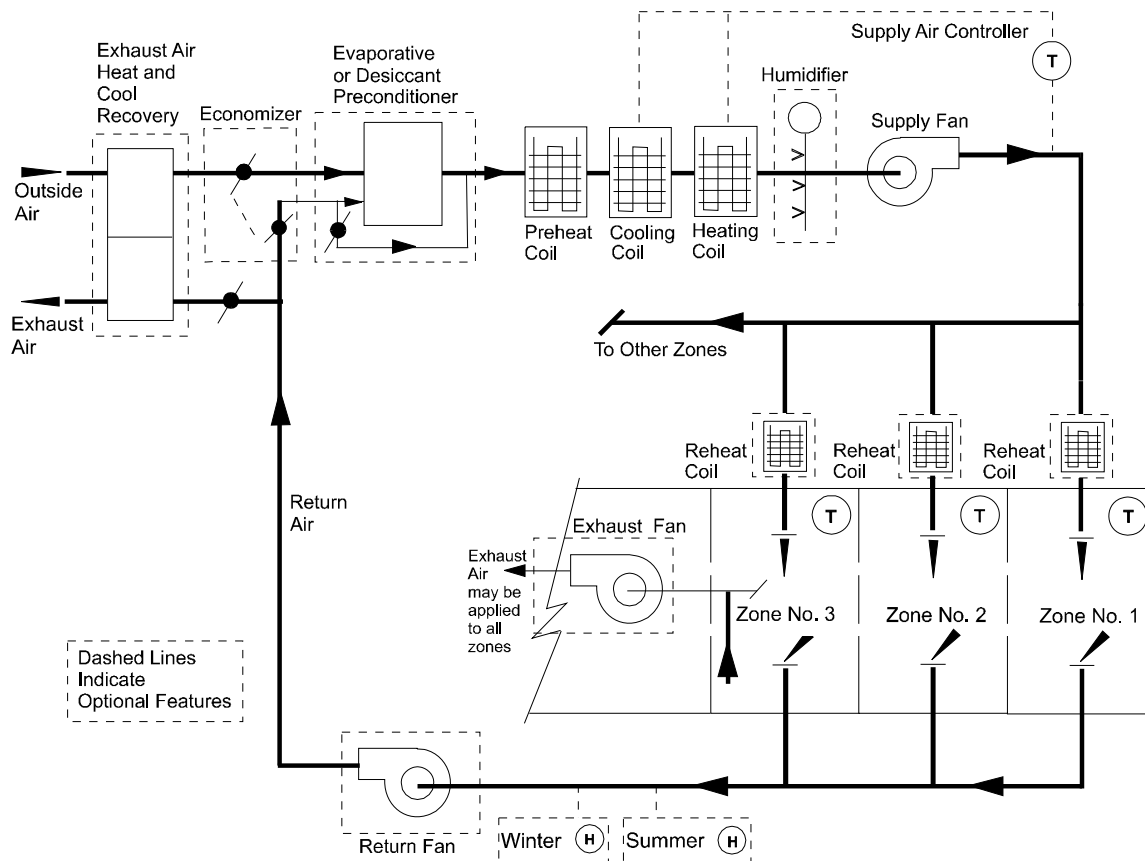 Exhaust Air
Heat and
Cool
Recovery
Evaporative
or Desiccant
Preconditioner
Economizer
Supply Air Controller
T
Humidifier
Supply Fan
Outside
Air
Preheat
Coil
Cooling
Coil
Heating
Coil
Exhaust
Air
To Other Zones
Reheat
Coil
Reheat
Coil
Reheat
Coil
Return
Air
T
T
T
Exhaust Fan
Exhaust
Air
may be
applied
to all
zones
Zone No. 3
Zone No. 2
Zone No. 1
Dashed Lines
Indicate
Optional Features
Return Fan
Winter H
Summer H